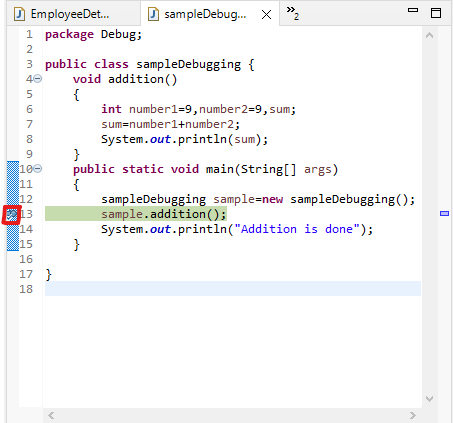 EmployeeDet... sampleDebug... »2
1 package Debug;
2
3 public class sampleDebugging {
4 void addition()
5 {
6 int number1=9,number2=9,sum;
7 sum=number1+number2;
8 System.out.println(sum);
9 }
10 public static void main(String[] args)
11 {
12 sampleDebugging sample=new sampleDebugging();
13 sample.addition();
14 System.out.println("Addition is done");
15 }
16
17 }
18